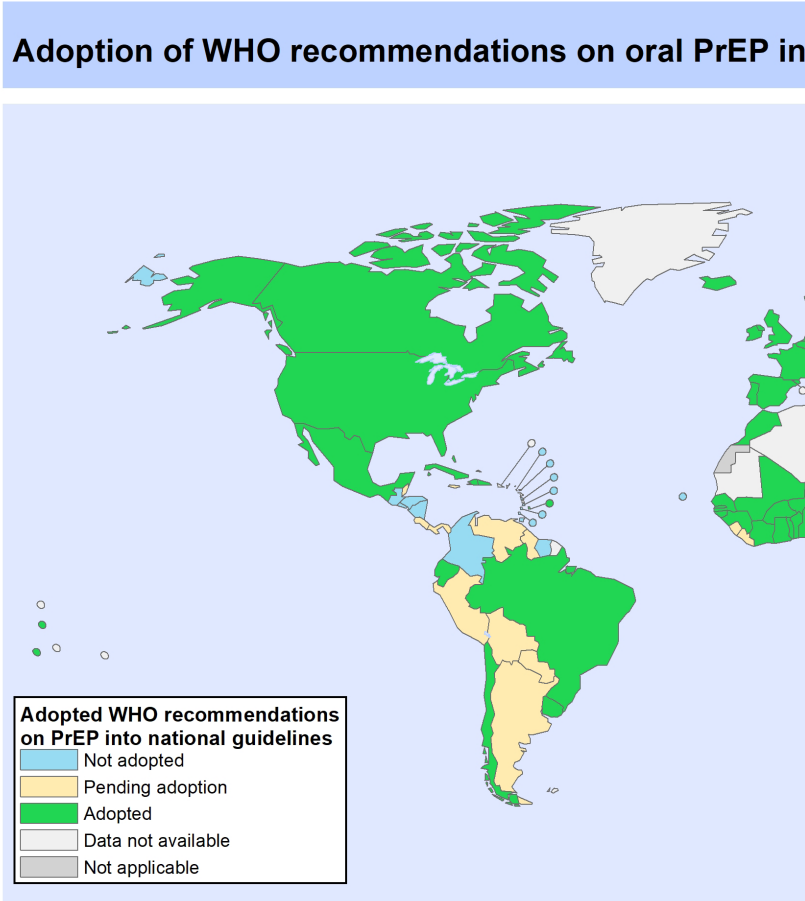 Adoption of WHO recommendations on oral PrEP in
Adopted WHO recommendations
on PrEP into national guidelines
Not adopted
Pending adoption
Adopted
Data not available
Not applicable